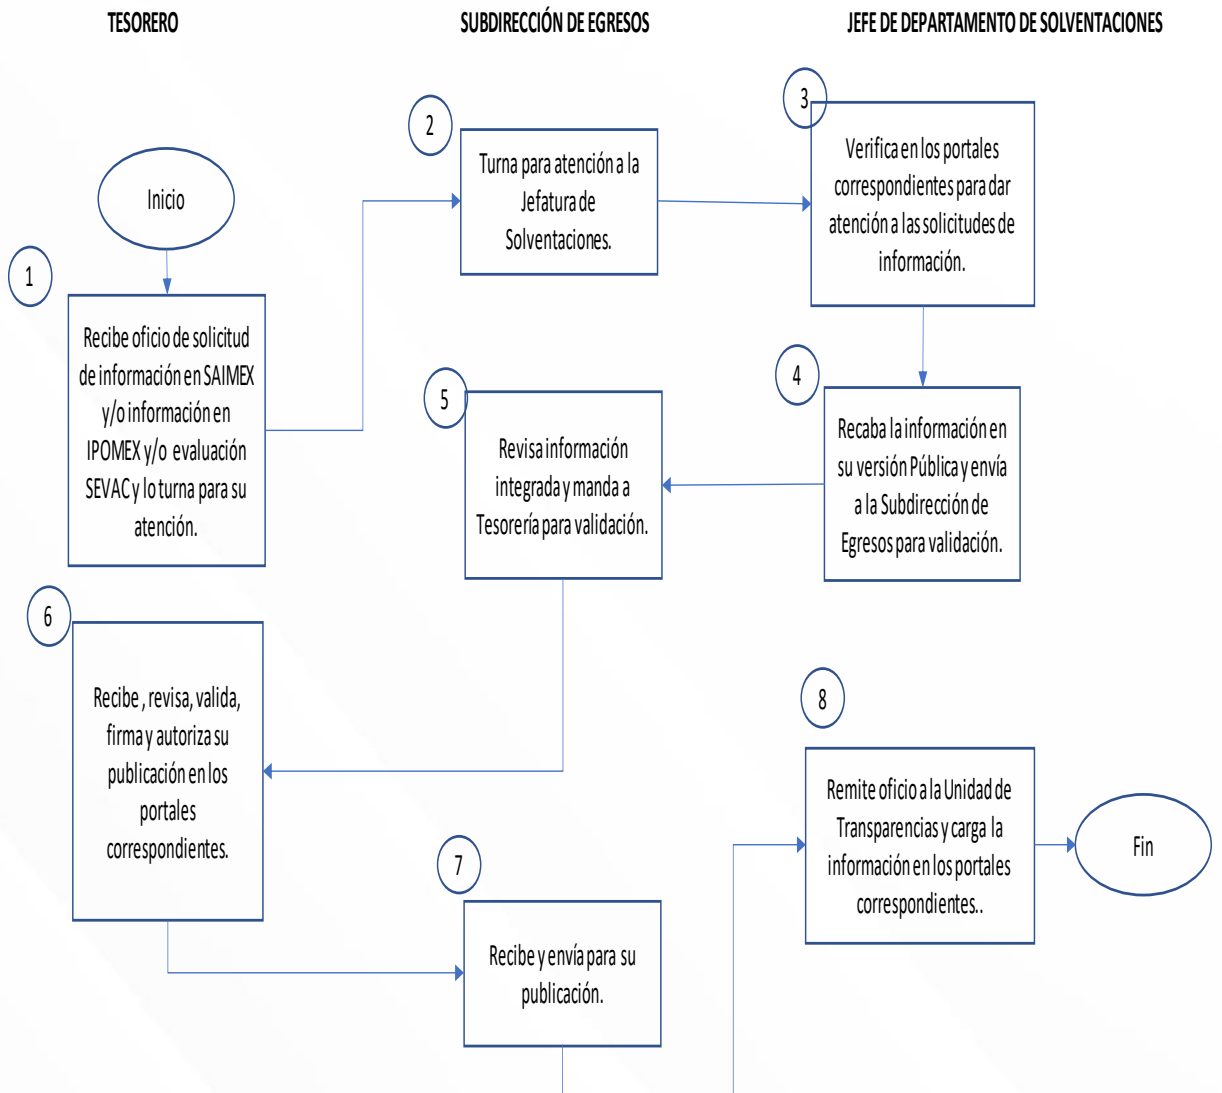 TESORERO
SUBDIRECCIÓN DE EGRESOS
JEFE DE DEPARTAMENTO DE SOLVENTACIONES
Inicio
1
Recibe oficio de solicitud
de información en SAIMEX
y/o información en
IPOMEX y/o evaluación
SEVAC y lo turna para su
atención.
2
Turna para atención a la
Jefatura de
Solventaciones.
3
Verifica en los portales
correspondientes para dar
atención a las solicitudes de
información.
4
Recaba la información en
su versión Pública y envía
a la Subdirección de
Egresos para validación.
5
Revisa información
integrada y manda a
Tesorería para validación.
6
Recibe , revisa, valida,
firma y autoriza su
publicación en los
portales
correspondientes.
7
Recibe y envía para su
publicación.
8
Remite oficio a la Unidad de
Transparencias y carga la
información en los portales
correspondientes..
Fin